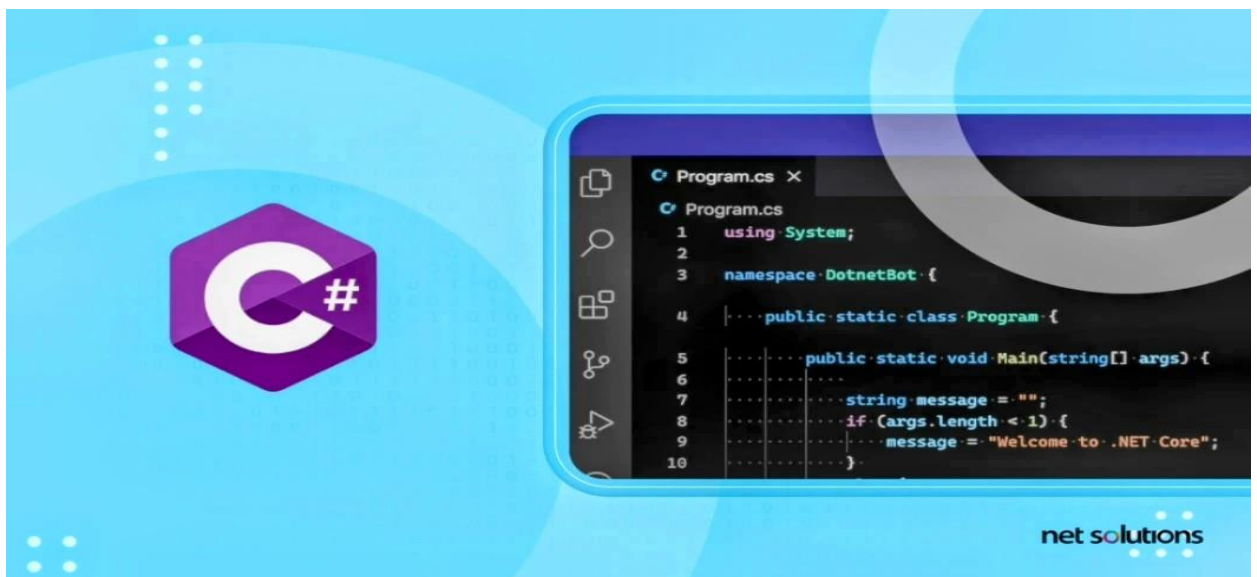 C#
Program.cs ×
Program.cs
1 using System;
2
3 namespace DotnetBot {
4 public static class Program {
5 public static void Main(string[] args) {
6
7 string message = "";
8 if (args.length < 1) {
9 message = "Welcome to .NET Core";
10 }
net solutions